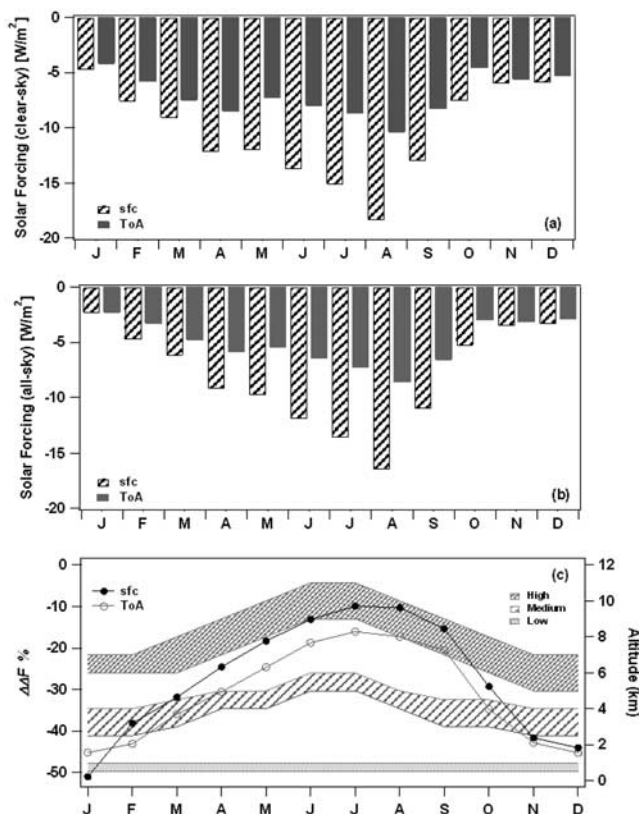 0
-5
-10
-15
-20
Solar Forcing (clear-sky) [W/m²]
sfc
ToA
(a)
J F M A M J J A S O N D
0
-5
-10
-15
-20
Solar Forcing (all-sky) [W/m²]
sfc
ToA
(b)
J F M A M J J A S O N D
0
-10
-20
-30
-40
-50
ΔΔF %
sfc
ToA
(c)
High
Medium
Low
12
10
8
6
4
2
0
Altitude (km)
J F M A M J J A S O N D